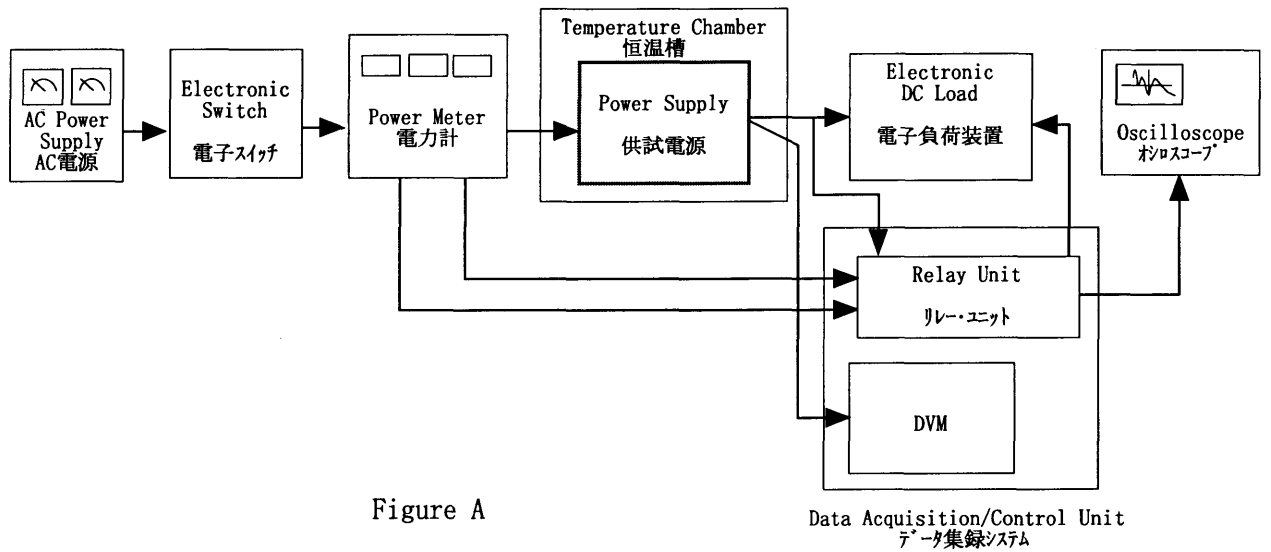 AC Power
Supply
AC電源
Electronic
Switch
電子スイッチ
Power Meter
電力計
Temperature Chamber
恒温槽
Power Supply
供試電源
Electronic
DC Load
電子負荷装置
Oscilloscope
オシロスコープ
Relay Unit
リレー・ユニット
DVM
Data Acquisition/Control Unit
データ集録システム
Figure A